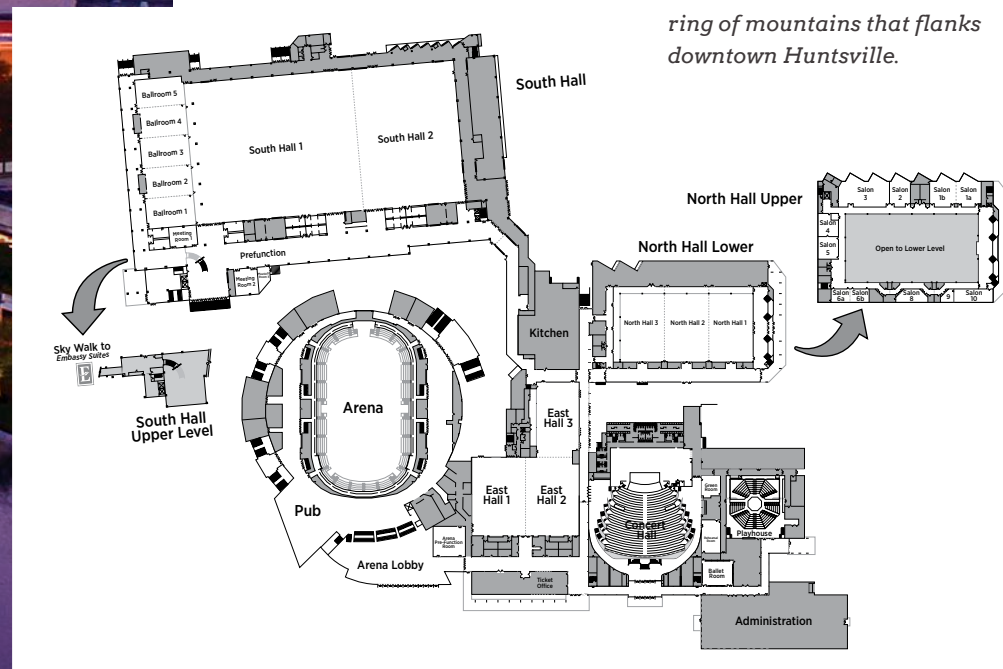 ring of mountains that flanks
downtown Huntsville.
South Hall
Ballroom 5
Ballroom 4
Ballroom 3
Ballroom 2
Ballroom 1
South Hall 1
South Hall 2
Meeting
Room 1
Prefunction
Meeting
Room 2
Sky Walk to
Embassy Suites
E
South Hall
Upper Level
North Hall Upper
Salon
3
Salon
2
Salon
1b
Salon
1a
Salon
4
Salon
5
Open to Lower Level
Salon
6a
Salon
6b
Salon
8
9
Salon
10
North Hall Lower
North Hall 3
North Hall 2
North Hall 1
Kitchen
Arena
East
Hall 3
East
Hall 1
East
Hall 2
Pub
Arena
Pre-Function
Room
Arena Lobby
Ticket
Office
Concert
Hall
Green
Room
Playhouse
Ballet
Room
Administration